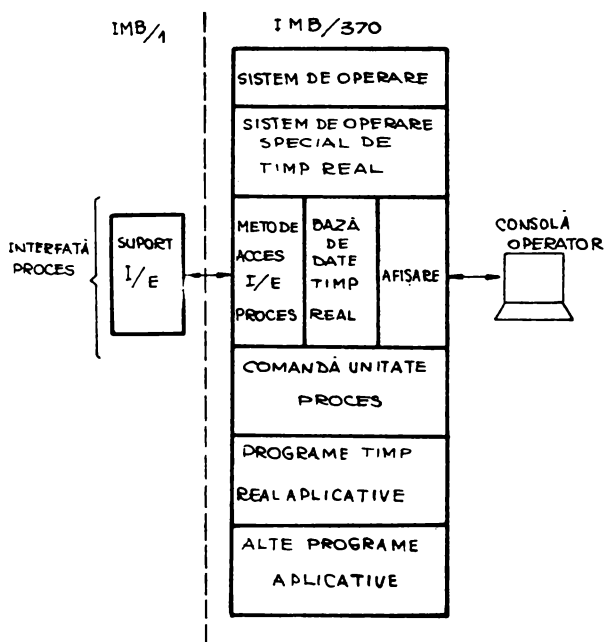 IMB/1
IMB/370
SISTEM DE OPERARE
SISTEM DE OPERARE
SPECIAL DE
TIMP REAL
INTERFATĂ
PROCES
SUPORT
I/E
METODE
ACCES
I/E
PROCES
BAZĂ
DE
DATE
TIMP
REAL
AFIȘARE
CONSOLĂ
OPERATOR
COMANDĂ UNITATE
PROCES
PROGRAME TIMP
REAL APLICATIVE
ALTE PROGRAME
APLICATIVE